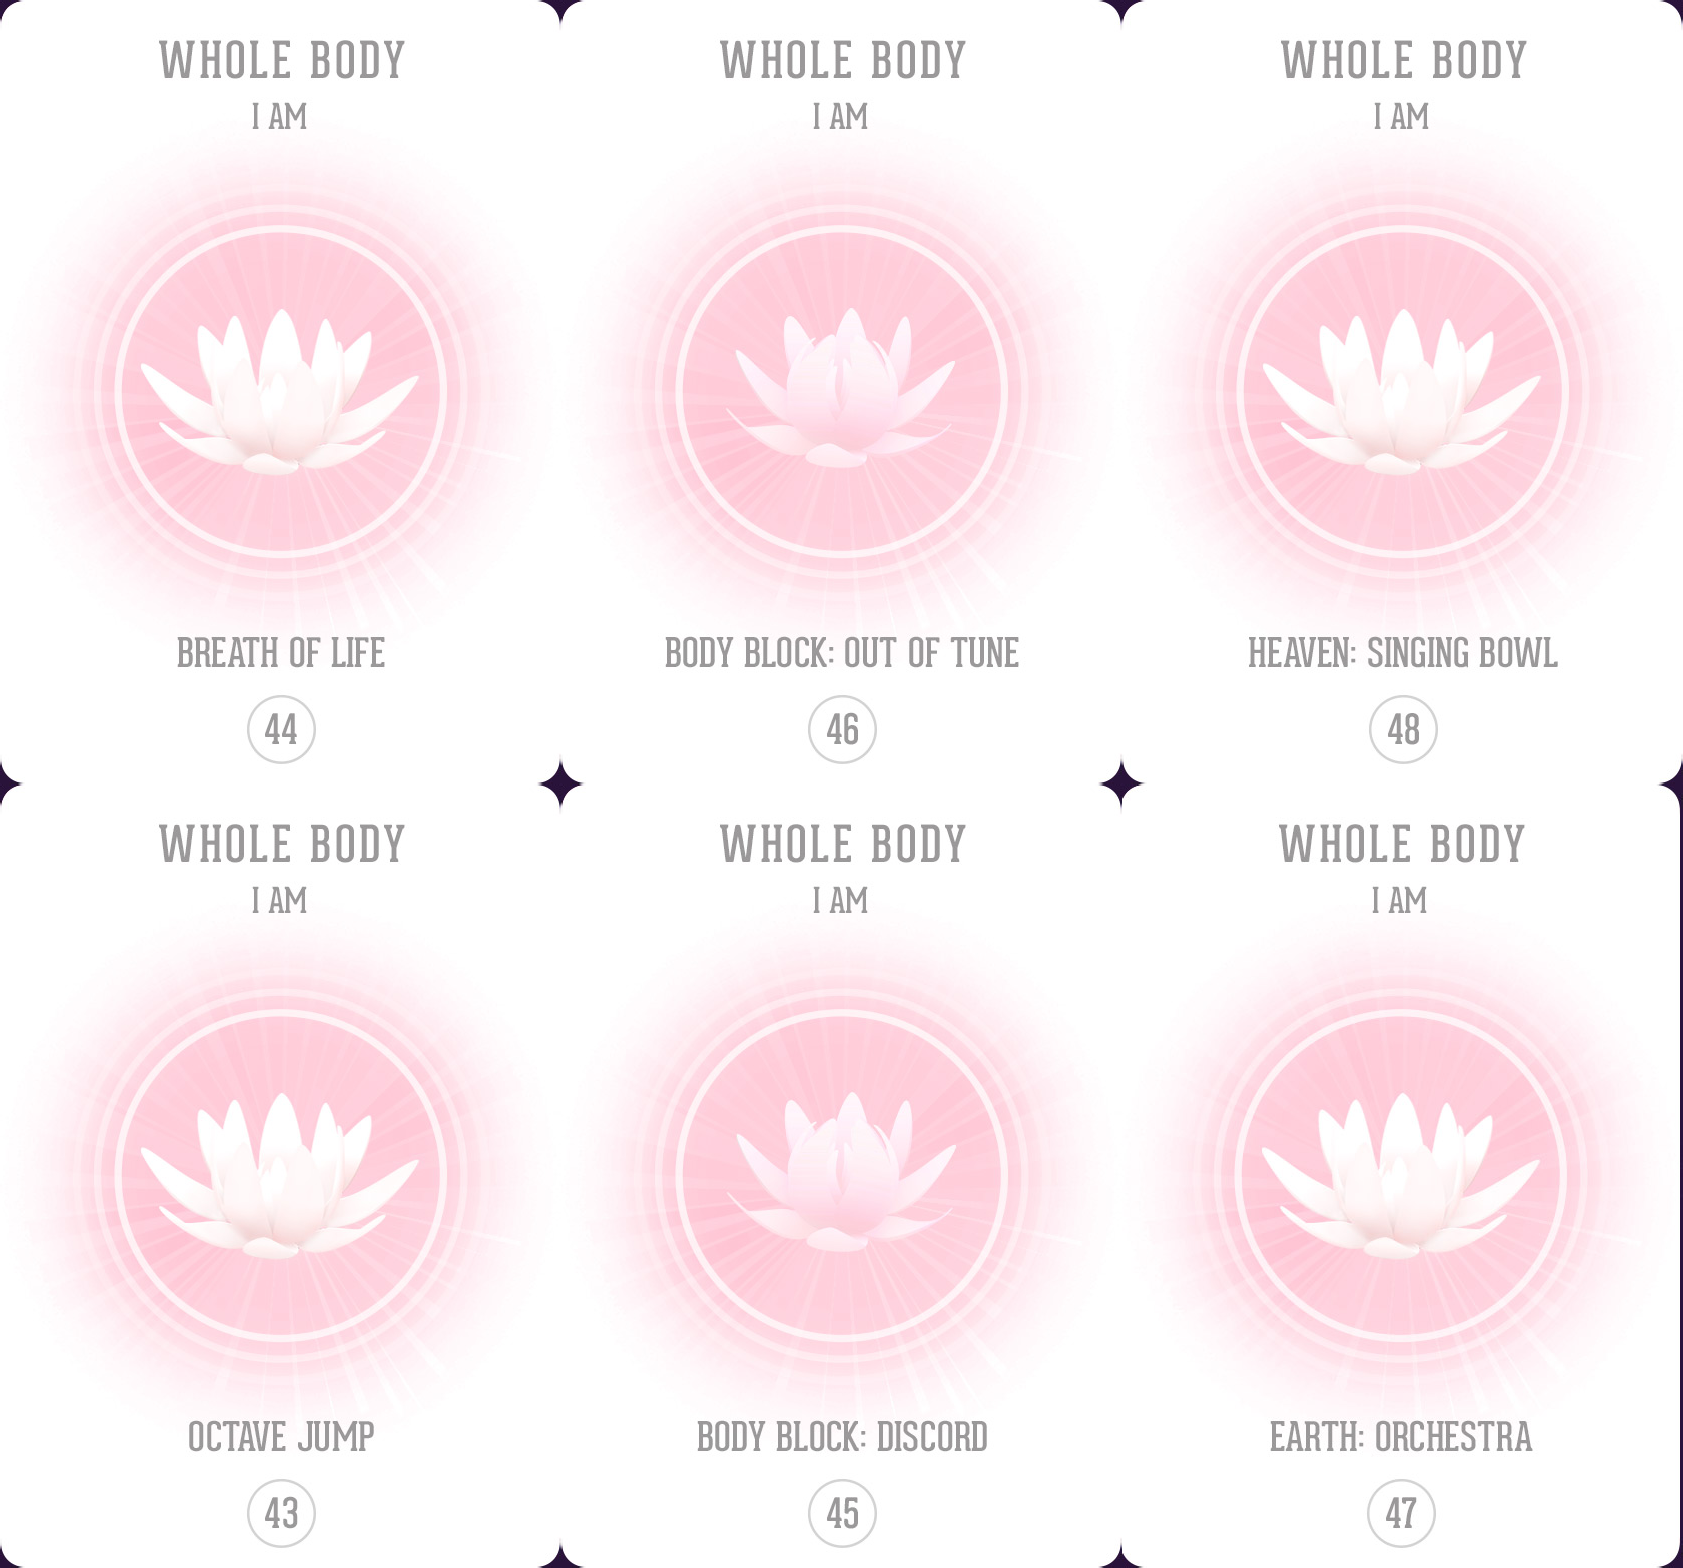 WHOLE BODY
I AM
BREATH OF LIFE
44
WHOLE BODY
I AM
BODY BLOCK: OUT OF TUNE
46
WHOLE BODY
I AM
HEAVEN: SINGING BOWL
48
WHOLE BODY
I AM
OCTAVE JUMP
43
WHOLE BODY
I AM
BODY BLOCK: DISCORD
45
WHOLE BODY
I AM
EARTH: ORCHESTRA
47